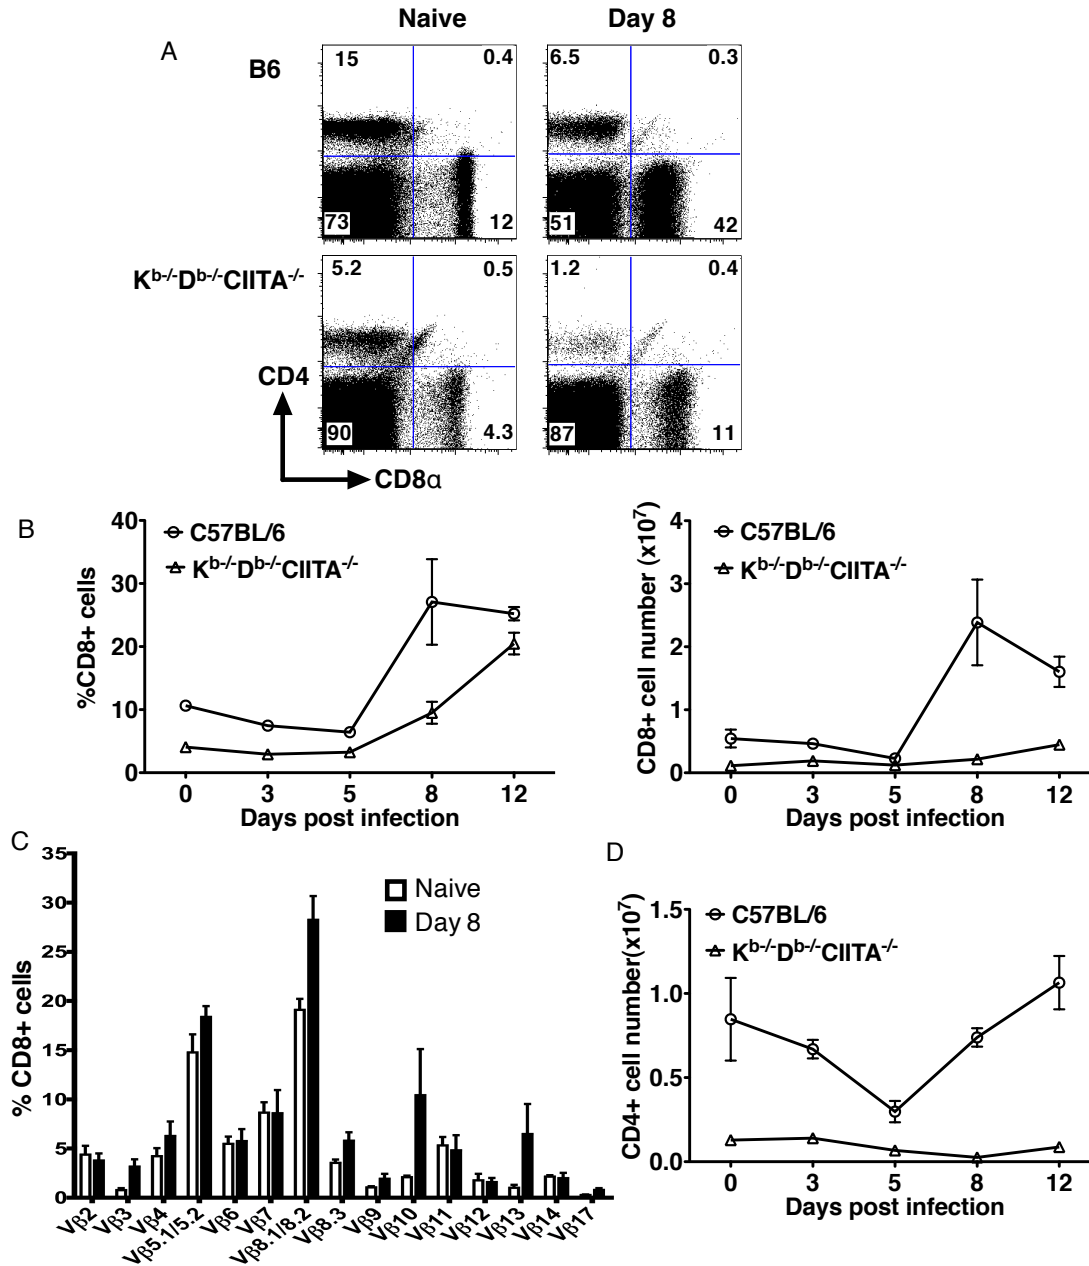 Naive Day 8
A
B6
15 0.4
73 12
6.5 0.3
51 42
Kb-/-Db-/-CIITA-/-
5.2 0.5
90 4.3
1.2 0.4
87 11
CD4
CD8α
B
%CD8+ cells
40
30
20
10
0
C57BL/6
Kb-/-Db-/-CIITA-/-
0 3 5 8 12
Days post infection
CD8+ cell number (x10⁷)
4
3
2
1
0
C57BL/6
Kb-/-Db-/-CIITA-/-
0 3 5 8 12
Days post infection
C
% CD8+ cells
35
30
25
20
15
10
5
0
Naive
Day 8
Vβ2
Vβ3
Vβ4
Vβ5.1/5.2
Vβ6
Vβ7
Vβ8.1/8.2
Vβ8.3
Vβ9
Vβ10
Vβ11
Vβ12
Vβ13
Vβ14
Vβ17
D
CD4+ cell number(x10⁷)
1.5
1.0
0.5
0.0
C57BL/6
Kb-/-Db-/-CIITA-/-
0 3 5 8 12
Days post infection